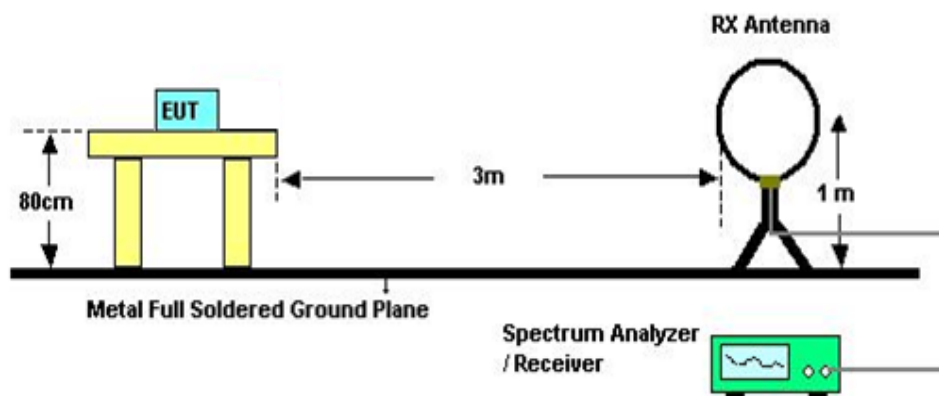 RX Antenna
EUT
80cm
3m
1 m
Metal Full Soldered Ground Plane
Spectrum Analyzer
/ Receiver